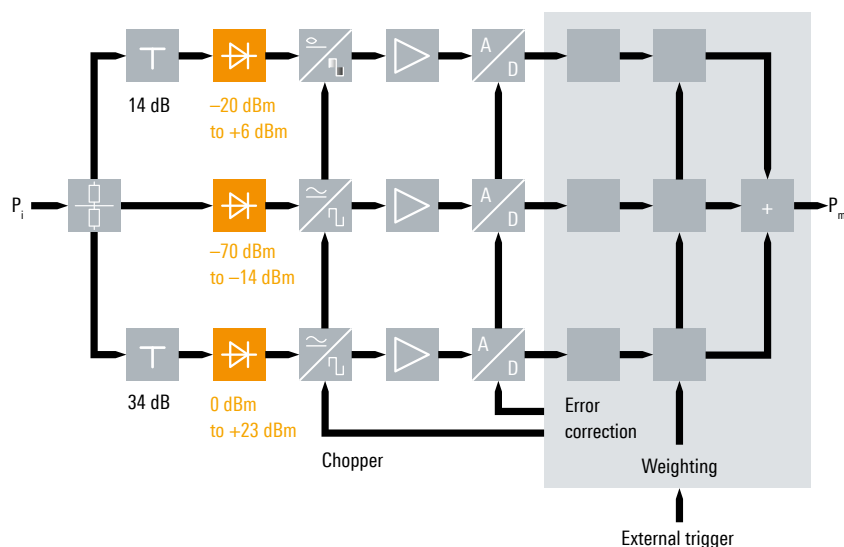 A
D
14 dB
–20 dBm
to +6 dBm
Pi
A
D
+
Pm
–70 dBm
to –14 dBm
A
D
34 dB
0 dBm
to +23 dBm
Error
correction
Chopper
Weighting
External trigger